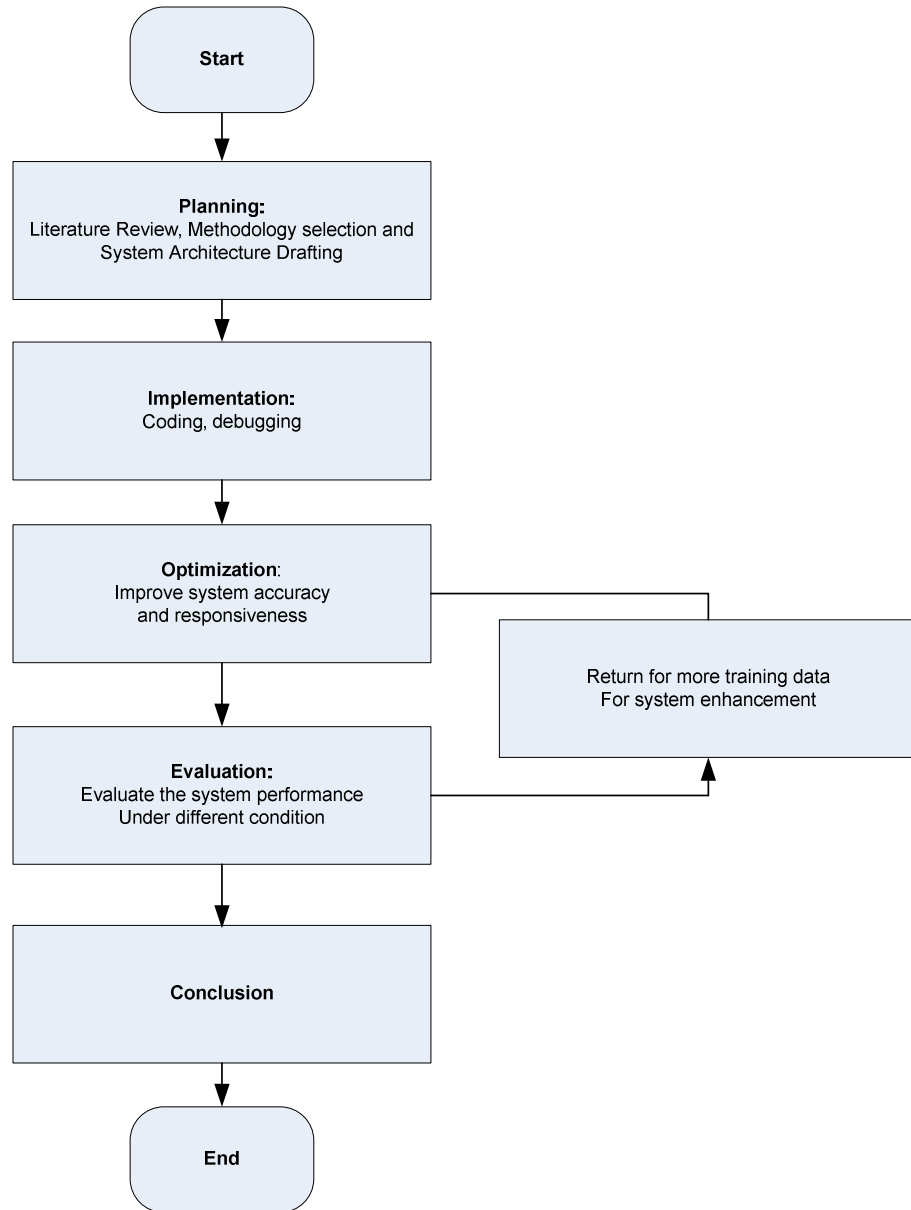 Start
Planning:
Literature Review, Methodology selection and
System Architecture Drafting
Implementation:
Coding, debugging
Optimization:
Improve system accuracy
and responsiveness
Return for more training data
For system enhancement
Evaluation:
Evaluate the system performance
Under different condition
Conclusion
End